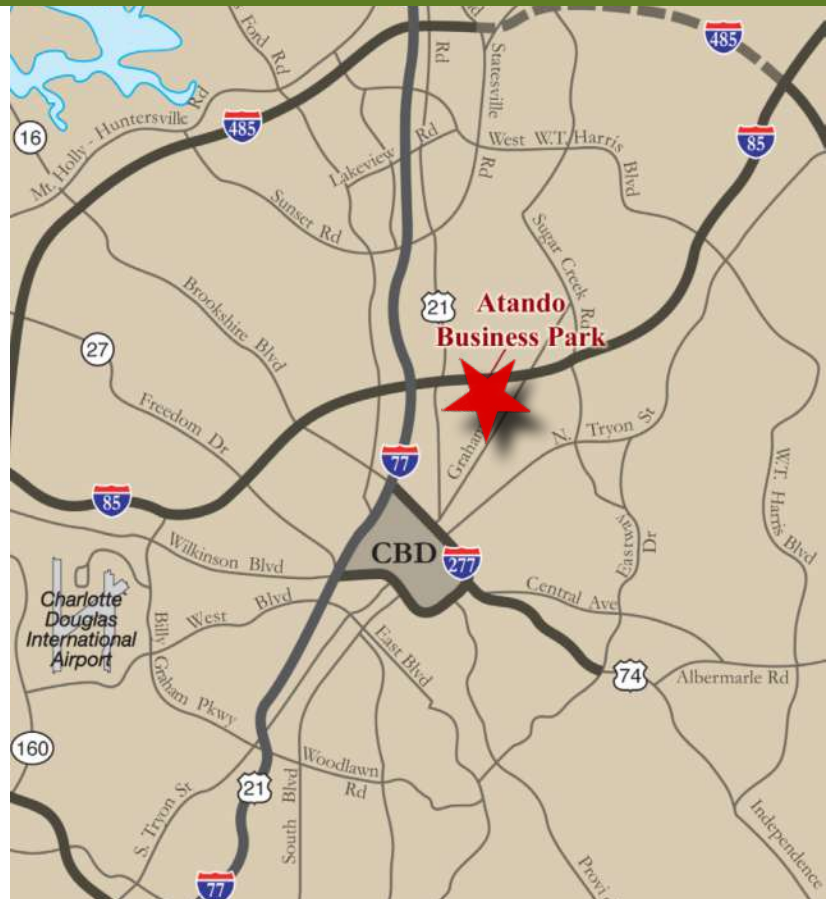 Ford Rd
Rd
Statesville
Rd
485
485
16
Mt. Holly - Huntersville Rd
85
Lakeview Rd
West W.T. Harris Blvd
Sunset Rd
Sugar Creek Rd
Brookshire Blvd
21
Atando
Business Park
27
Freedom Dr
Graham
N. Tryon St
77
85
W.T. Harris Blvd
Eastway Dr
CBD
277
Wilkinson Blvd
Central Ave
Charlotte
Douglas
International
Airport
West Blvd
Billy Graham Pkwy
East Blvd
74
Albermarle Rd
160
Woodlawn
Rd
21
S. Tryon St
South Blvd
Independence
Provi
77